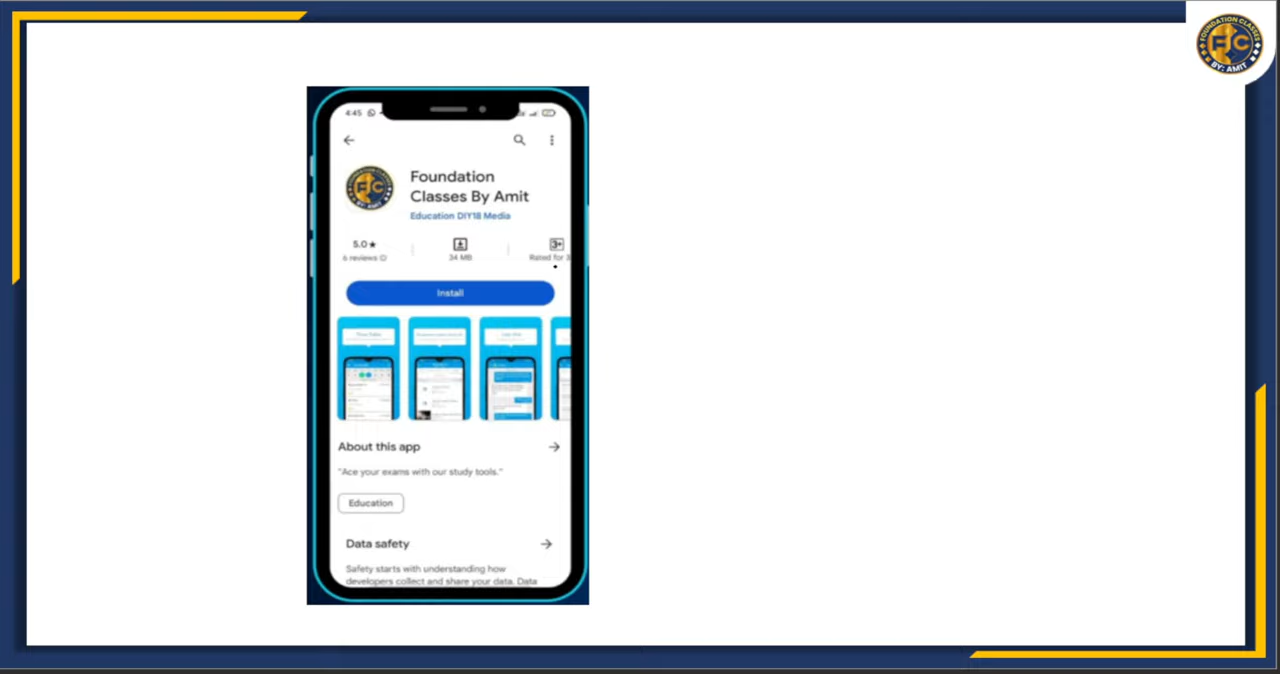 FOUNDATION CLASSES
FC
BY: AMIT
4:45
Foundation
Classes By Amit
Education DIY18 Media
5.0★
3+
6 reviews
34 MB
Rated for 3
Install
About this app
"Ace your exams with our study tools."
Education
Data safety
Safety starts with understanding how
developers collect and share your data. Data